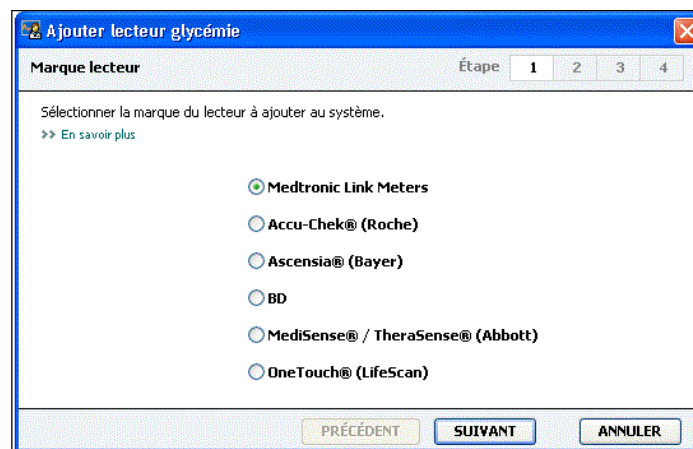 Ajouter lecteur glycémie
Marque lecteur Étape 1 2 3 4
Sélectionner la marque du lecteur à ajouter au système.
>> En savoir plus
Medtronic Link Meters
Accu-Chek® (Roche)
Ascensia® (Bayer)
BD
MediSense® / TheraSense® (Abbott)
OneTouch® (LifeScan)
PRÉCÉDENT SUIVANT ANNULER